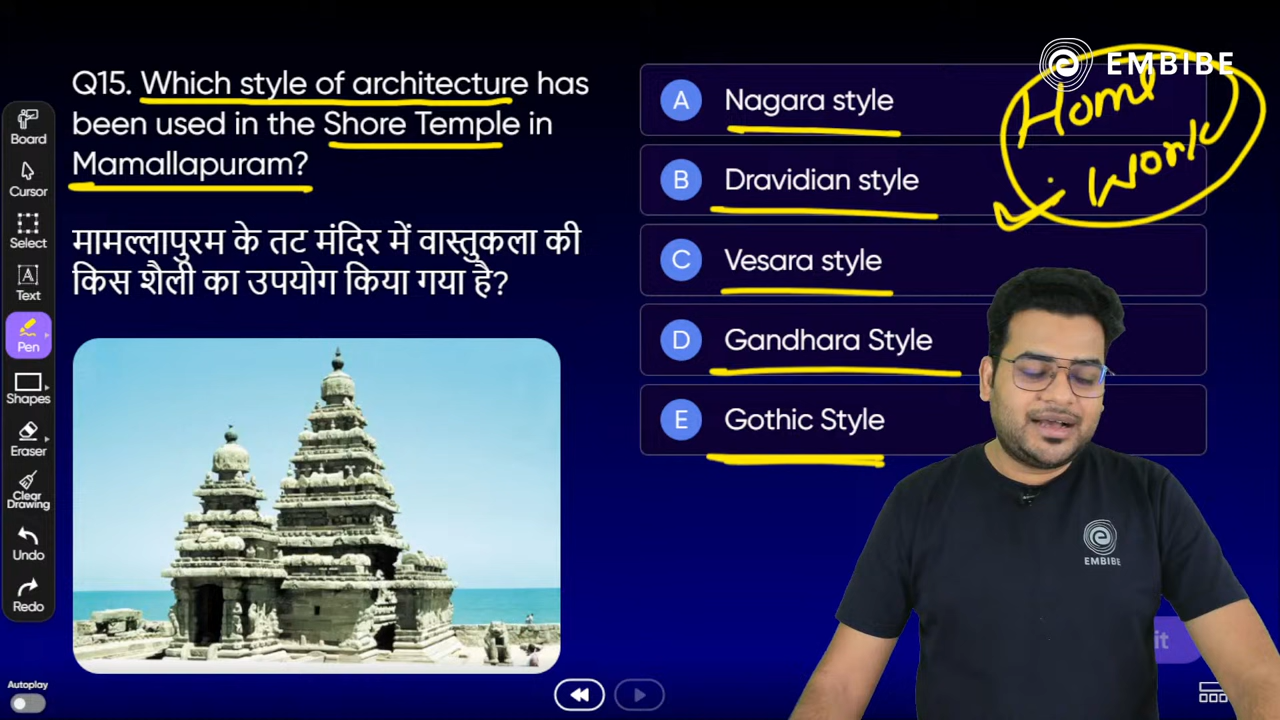 EMBIBE
Q15. Which style of architecture has
been used in the Shore Temple in
Mamallapuram?
मामल्लापुरम के तट मंदिर में वास्तुकला की
किस शैली का उपयोग किया गया है?
A Nagara style
B Dravidian style
C Vesara style
D Gandhara Style
E Gothic Style
Home
Work
Board
Cursor
Select
A
Text
Pen
Shapes
Eraser
Clear
Drawing
Undo
Redo
Autoplay
EMBIBE
it